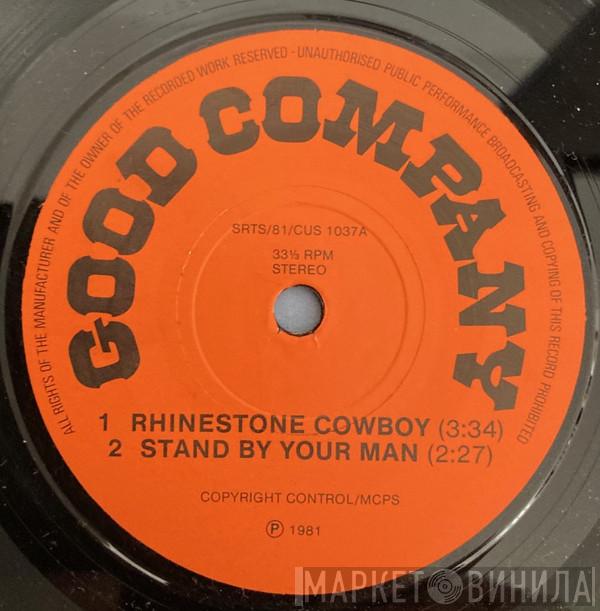 ALL RIGHTS OF THE MANUFACTURER AND OF THE OWNER OF THE RECORDED WORK RESERVED - UNAUTHORISED PUBLIC PERFORMANCE BROADCASTING AND COPYING OF THIS RECORD PROHIBITED
GOOD COMPANY
SRTS/81/CUS 1037A
33⅓ RPM
STEREO
1 RHINESTONE COWBOY (3:34)
2 STAND BY YOUR MAN (2:27)
COPYRIGHT CONTROL/MCPS
℗ 1981
МАРКЕТ ВИНИЛА